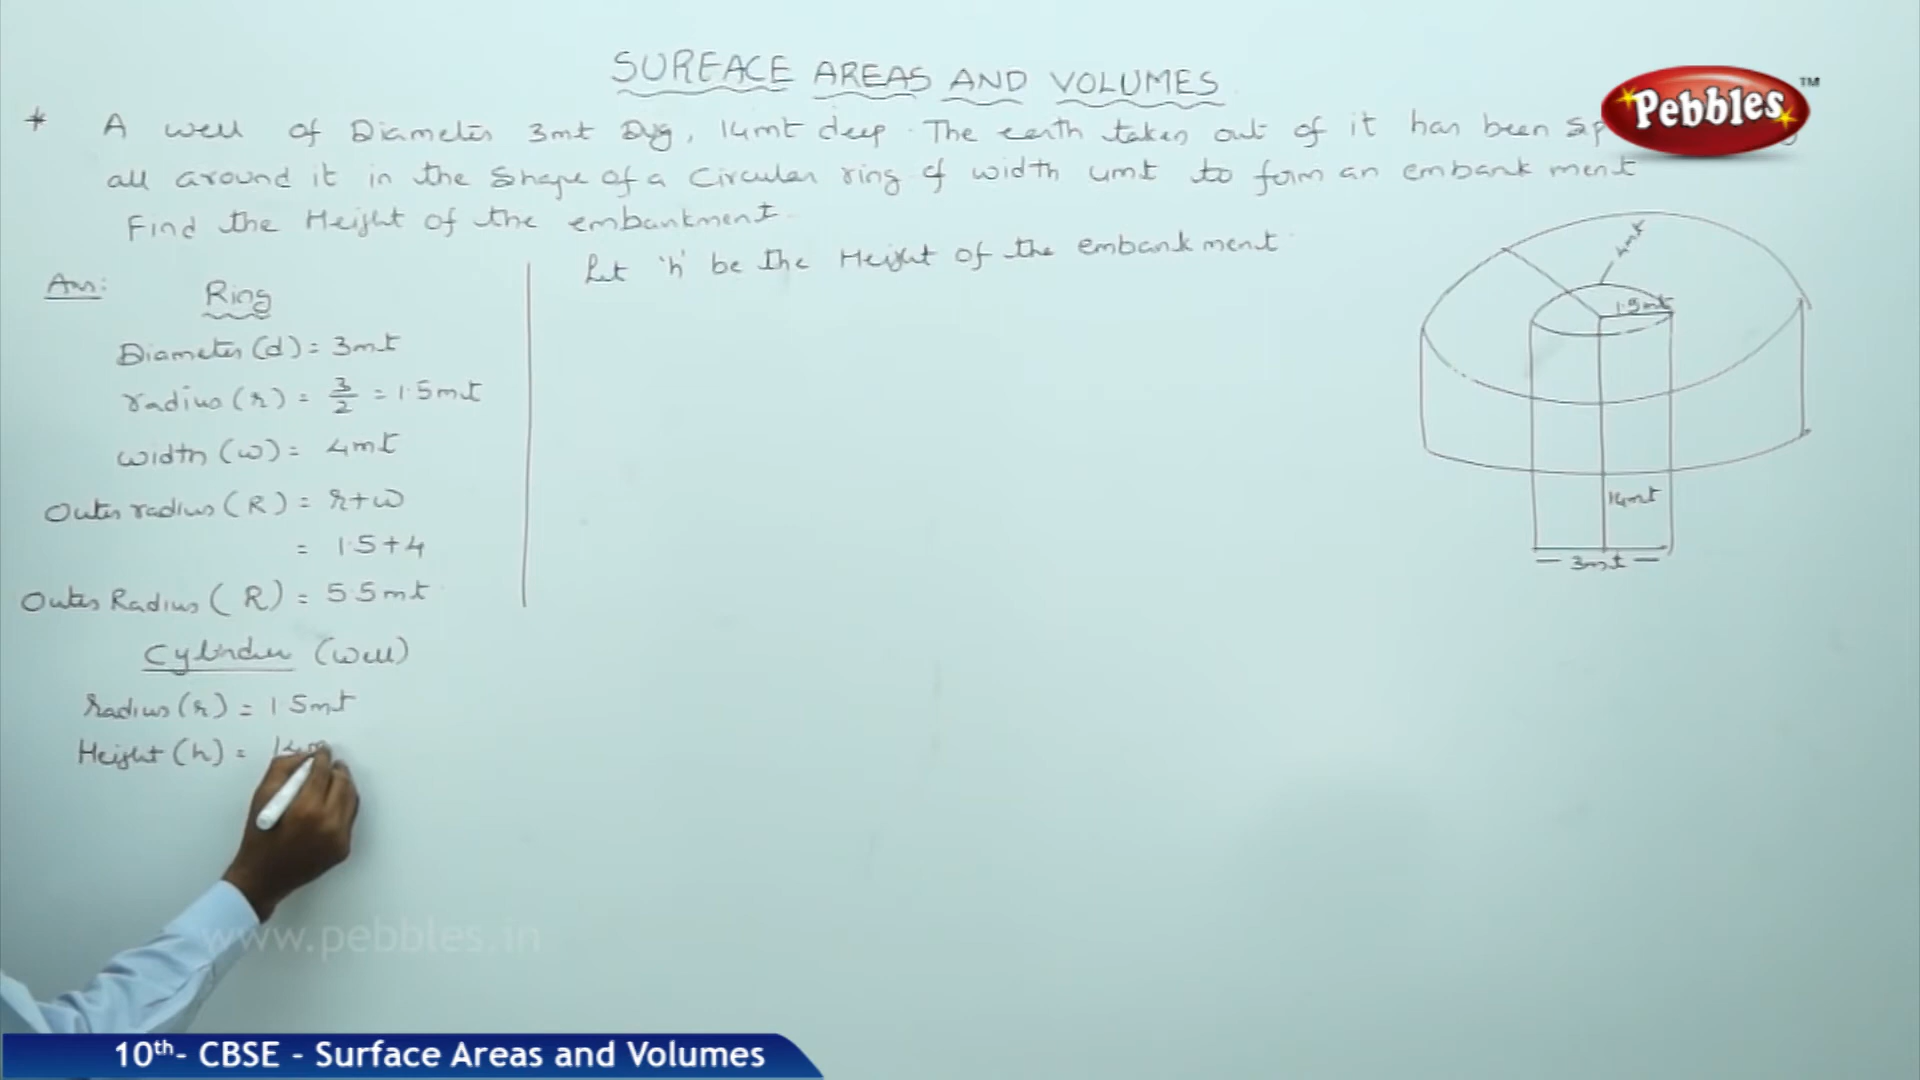 SURFACE AREAS AND VOLUMES
Pebbles™
* A well of Diameter 3mt Dug, 14mt deep. The earth taken out of it has been
all around it in the shape of a circular ring of width 4mt to form an embankment
Find the Height of the embankment.
Ans:
Ring
Diameter (d) = 3mt
radius (r) = 3/2 = 1.5mt
width (w) = 4mt
Outer radius (R) = r+w
= 1.5+4
Outer Radius (R) = 5.5mt
Cylinder (well)
Radius (r) = 1.5mt
Height (h) = 14m
Let 'h' be the Height of the embankment
4mt
1.5mt
14mt
3mt
www.pebbles.in
10th- CBSE - Surface Areas and Volumes